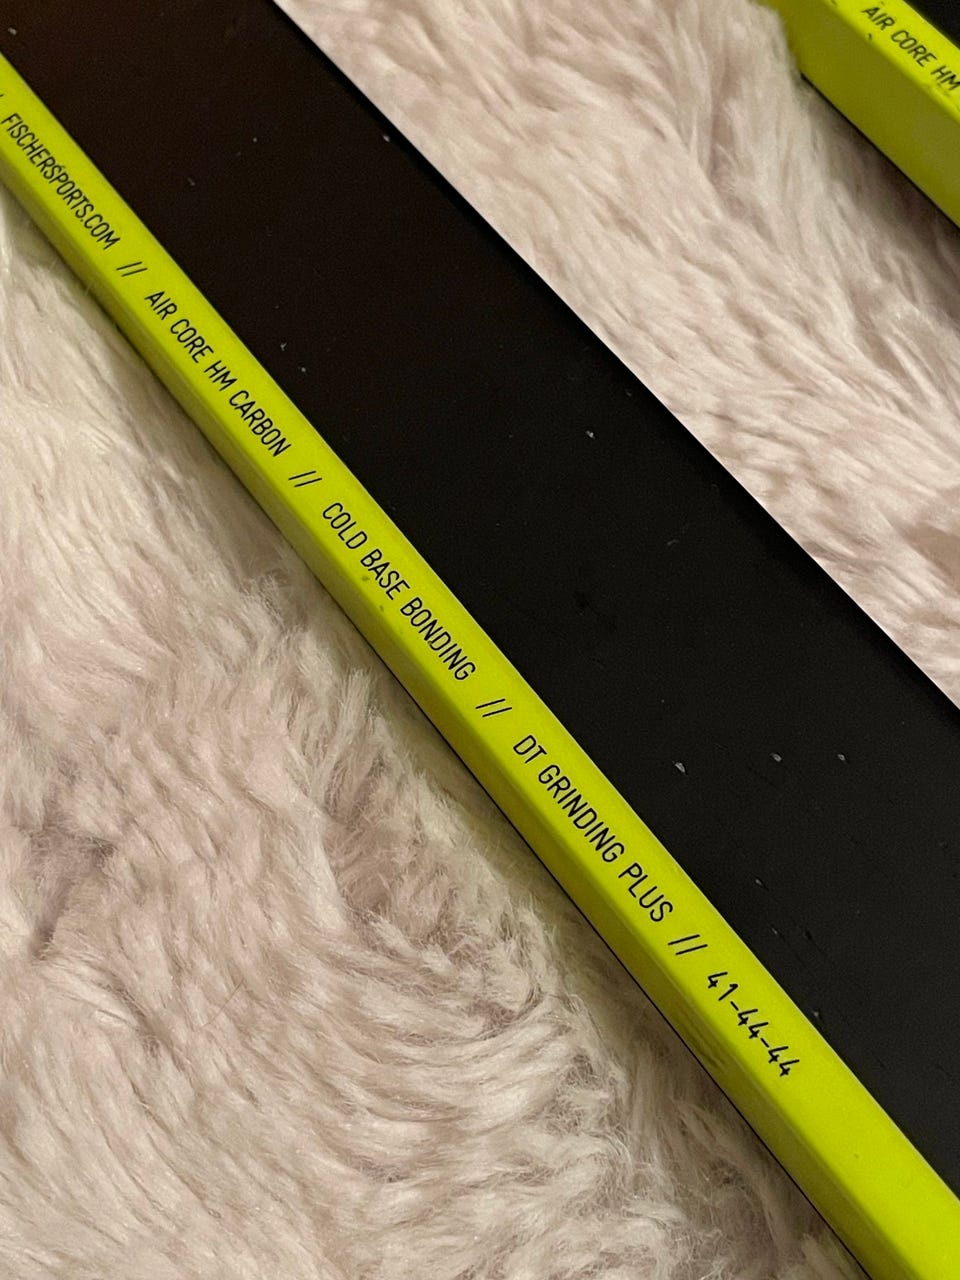 / FISCHERSPORTS.COM // AIR CORE HM CARBON // COLD BASE BONDING // DT GRINDING PLUS // 41-44-44
AIR CORE HM